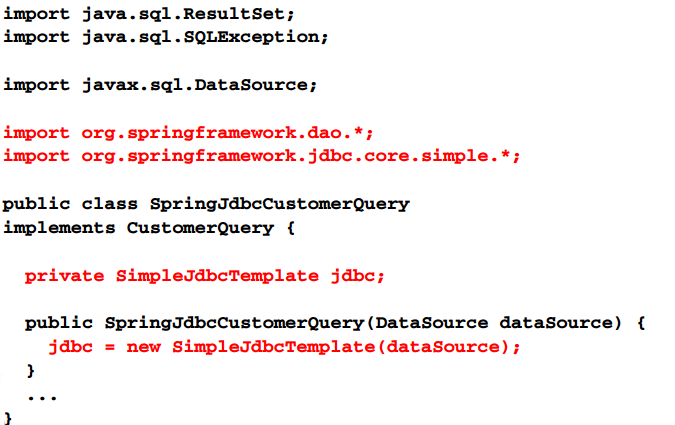 import java.sql.ResultSet;
import java.sql.SQLException;
import javax.sql.DataSource;
import org.springframework.dao.*;
import org.springframework.jdbc.core.simple.*;
public class SpringJdbcCustomerQuery
implements CustomerQuery {
private SimpleJdbcTemplate jdbc;
public SpringJdbcCustomerQuery(DataSource dataSource) {
jdbc = new SimpleJdbcTemplate(dataSource);
}
...
}